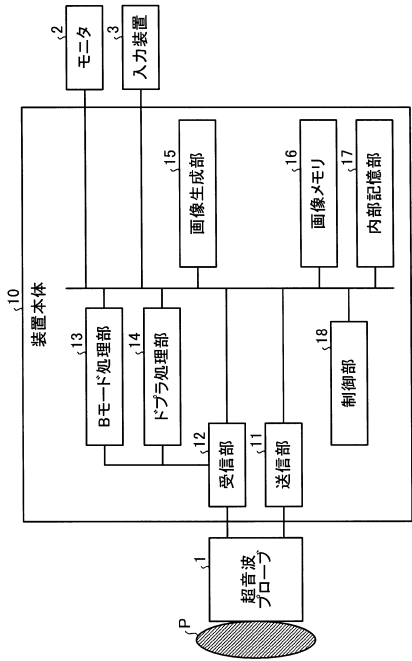 10
装置本体
P
1
超音波
プローブ
12
受信部
11
送信部
13
Bモード処理部
14
ドプラ処理部
18
制御部
15
画像生成部
16
画像メモリ
17
内部記憶部
2
モニタ
3
入力装置